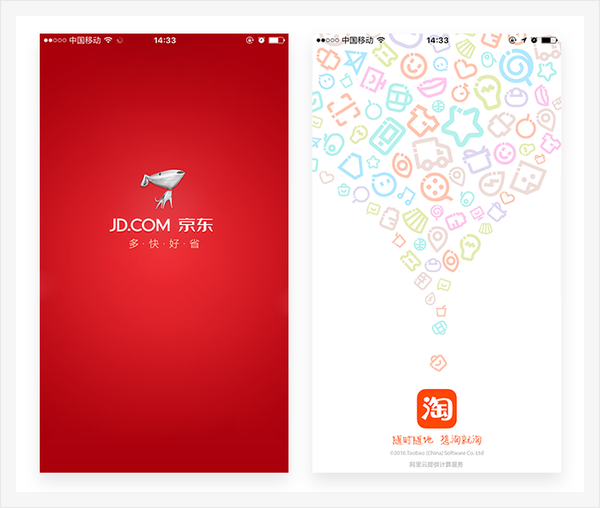 中国移动 14:33
JD.COM 京东
多·快·好·省
中国移动 14:33
淘
随时随地 想淘就淘
©2016 Taobao (China) Software Co. Ltd
阿里云提供计算服务